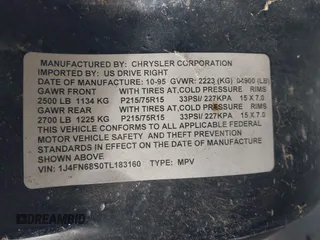 MANUFACTURED BY: CHRYSLER CORPORATION
IMPORTED BY: US DRIVE RIGHT
DATE OF MFR: 10-95 GVWR: 2223 (KG) 04900 (LB)
GAWR FRONT WITH TIRES AT,COLD PRESSURE RIMS
2500 LB 1134 KG P215/75R15 33PSI/ 227KPA 15 X 7.0
GAWR REAR WITH TIRES AT,COLD PRESSURE RIMS
2700 LB 1225 KG P215/75R15 33PSI/ 227KPA 15 X 7.0
THIS VEHICLE CONFORMS TO ALL APPLICABLE FEDERAL
MOTOR VEHICLE SAFETY AND THEFT PREVENTION
STANDARDS IN EFFECT ON THE DATE OF MANUFACTURE
VIN: 1J4FN68S0TL183160 TYPE: MPV
DREAMBID